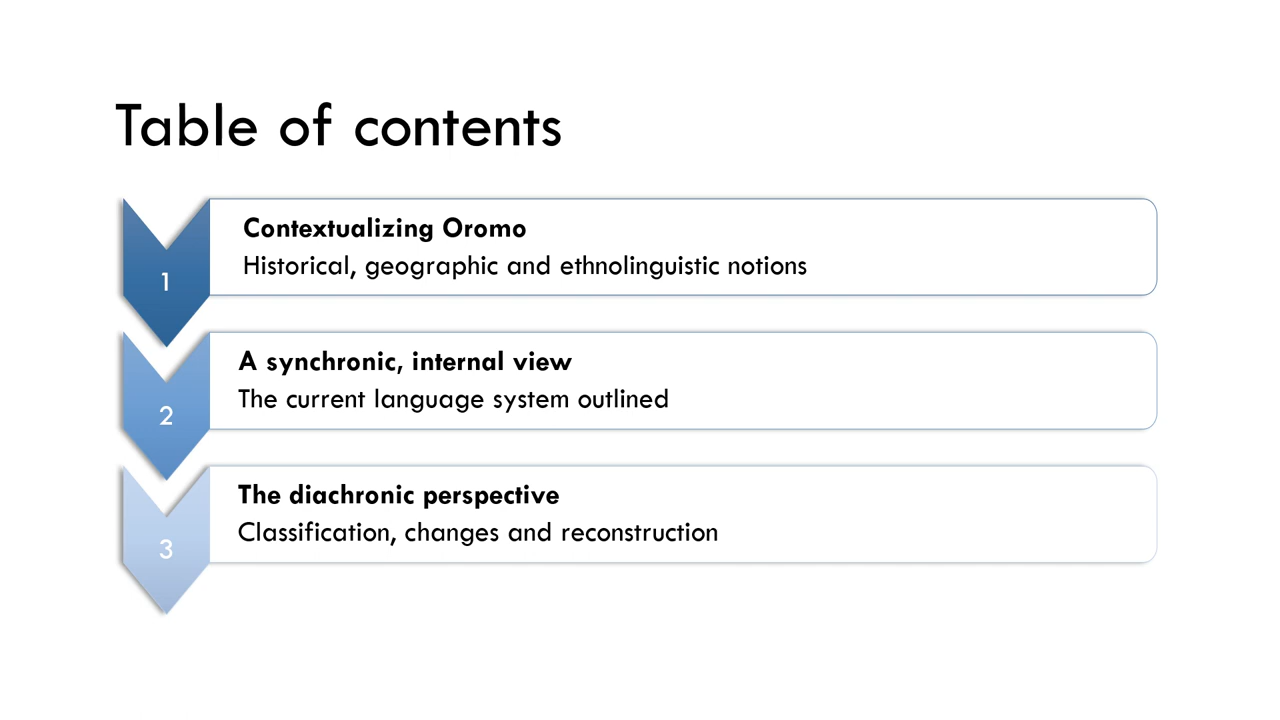 Table of contents
1
Contextualizing Oromo
Historical, geographic and ethnolinguistic notions
2
A synchronic, internal view
The current language system outlined
3
The diachronic perspective
Classification, changes and reconstruction